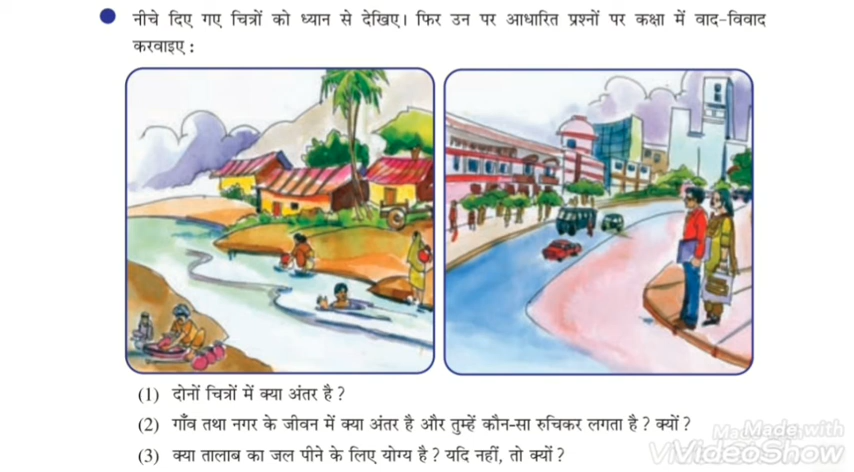 नीचे दिए गए चित्रों को ध्यान से देखिए। फिर उन पर आधारित प्रश्नों पर कक्षा में वाद-विवाद
करवाइए :
(1) दोनों चित्रों में क्या अंतर है ?
(2) गाँव तथा नगर के जीवन में क्या अंतर है और तुम्हें कौन-सा रुचिकर लगता है ? क्यों ?
(3) क्या तालाब का जल पीने के लिए योग्य है ? यदि नहीं, तो क्यों ?
Made with
VivideoShow